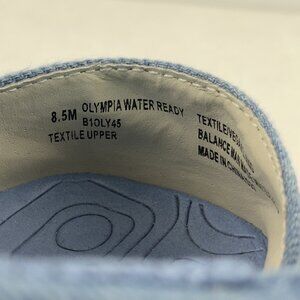 8.5M OLYMPIA WATER READY
B1OLY45
TEXTILE UPPER
BALANCE MAN MADE
MADE IN CHINA